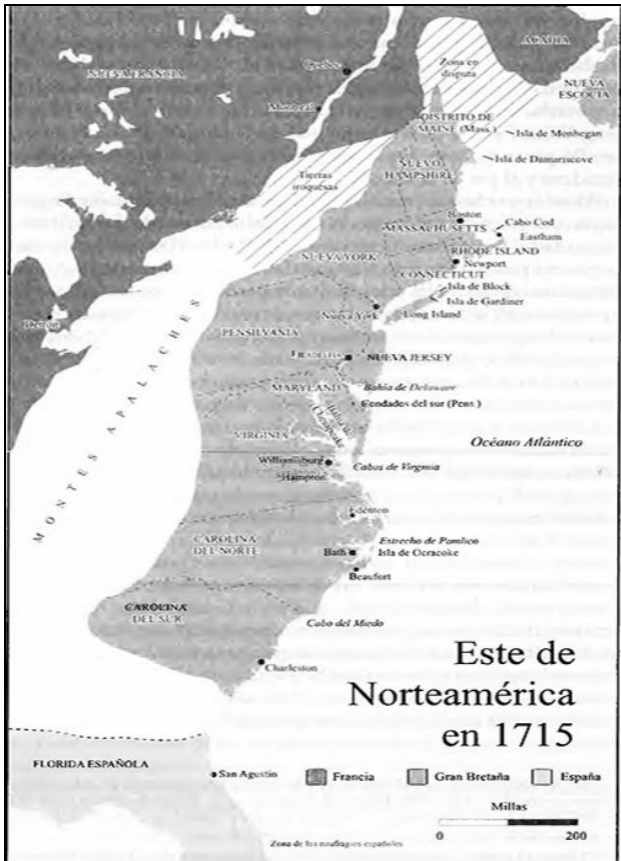 ACADIA
Zona en
disputa
Quebec
NUEVA FRANCIA
NUEVA
ESCOCIA
Montreal
DISTRITO DE
MAINE (Mass.)
Isla de Monhegan
Isla de Damariscove
NUEVO
HAMPSHIRE
Tierras
iroquesas
Boston
Cabo Cod
MASSACHUSETTS
Eastham
RHODE ISLAND
NUEVA YORK
Newport
CONNECTICUT
Isla de Block
Isla de Gardiner
Nueva York
Long Island
Detroit
PENSILVANIA
FILADELFIA
NUEVA JERSEY
MARYLAND
Bahía de Delaware
Condados del sur (Pens.)
Bahía de
Chesapeake
MONTES APALACHES
VIRGINIA
Océano Atlántico
Williamsburg
Cabos de Virginia
Hampton
Edenton
CAROLINA
DEL NORTE
Estrecho de Pamlico
Bath
Isla de Ocracoke
Beaufort
CAROLINA
DEL SUR
Cabo del Miedo
Charleston
Este de
Norteamérica
en 1715
FLORIDA ESPAÑOLA
San Agustín
Francia
Gran Bretaña
España
Millas
0
200
Zona de los naufragios españoles